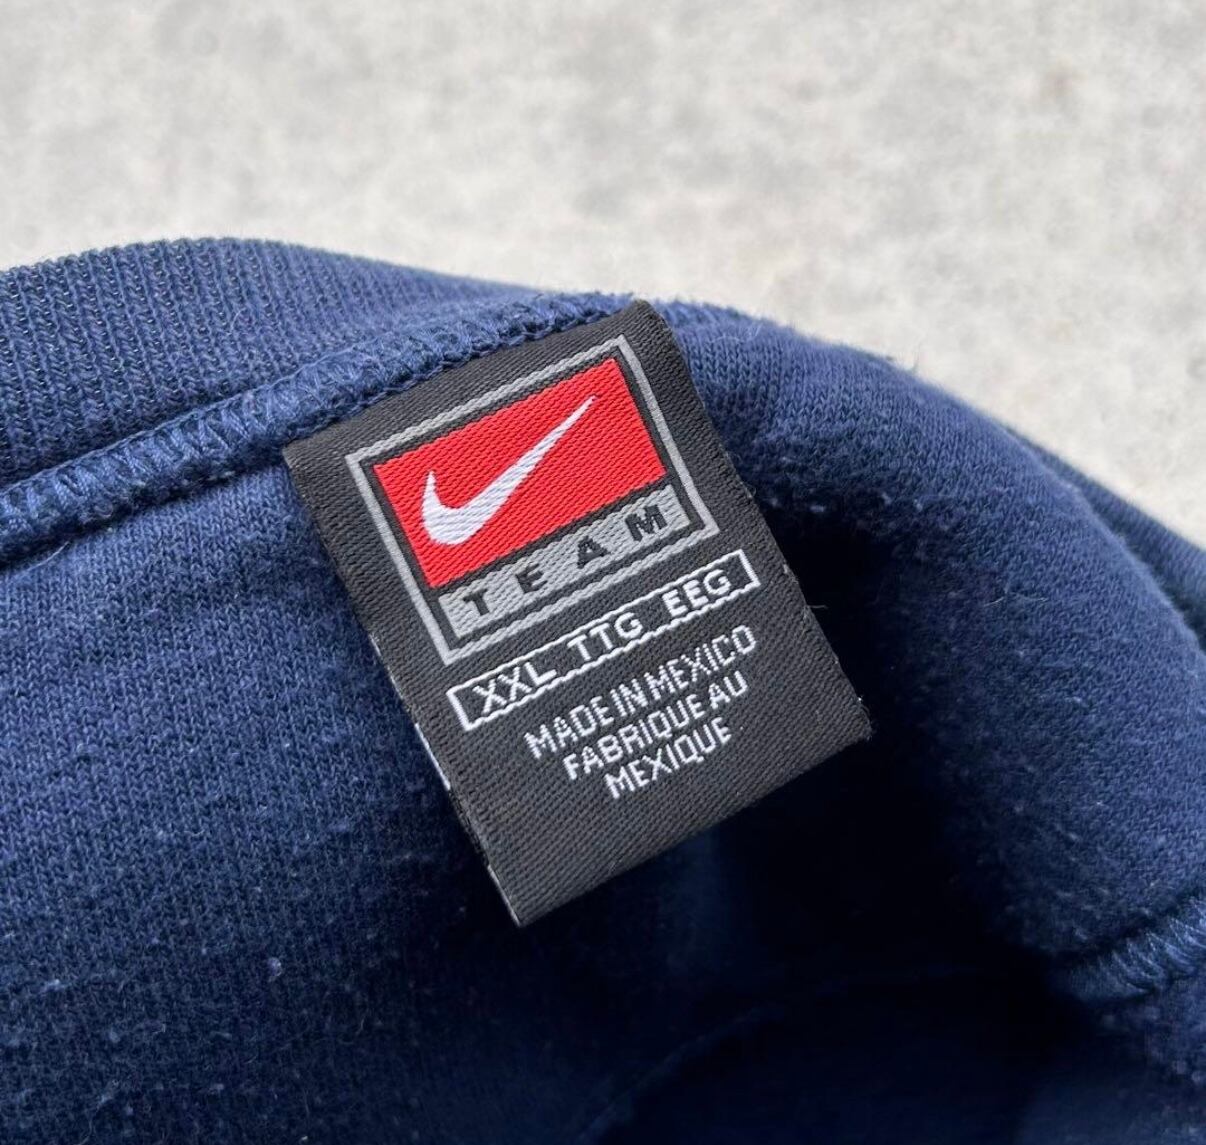 TEAM
XXL TTG EEG
MADE IN MEXICO
FABRIQUE AU
MEXIQUE